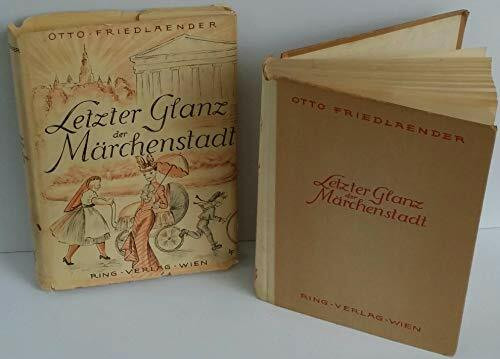 OTTO FRIEDLAENDER
Letzter Glanz
der
Märchenstadt
RING-VERLAG·WIEN
OTTO FRIEDLAENDER
Letzter Glanz
der
Märchenstadt
RING-VERLAG·WIEN